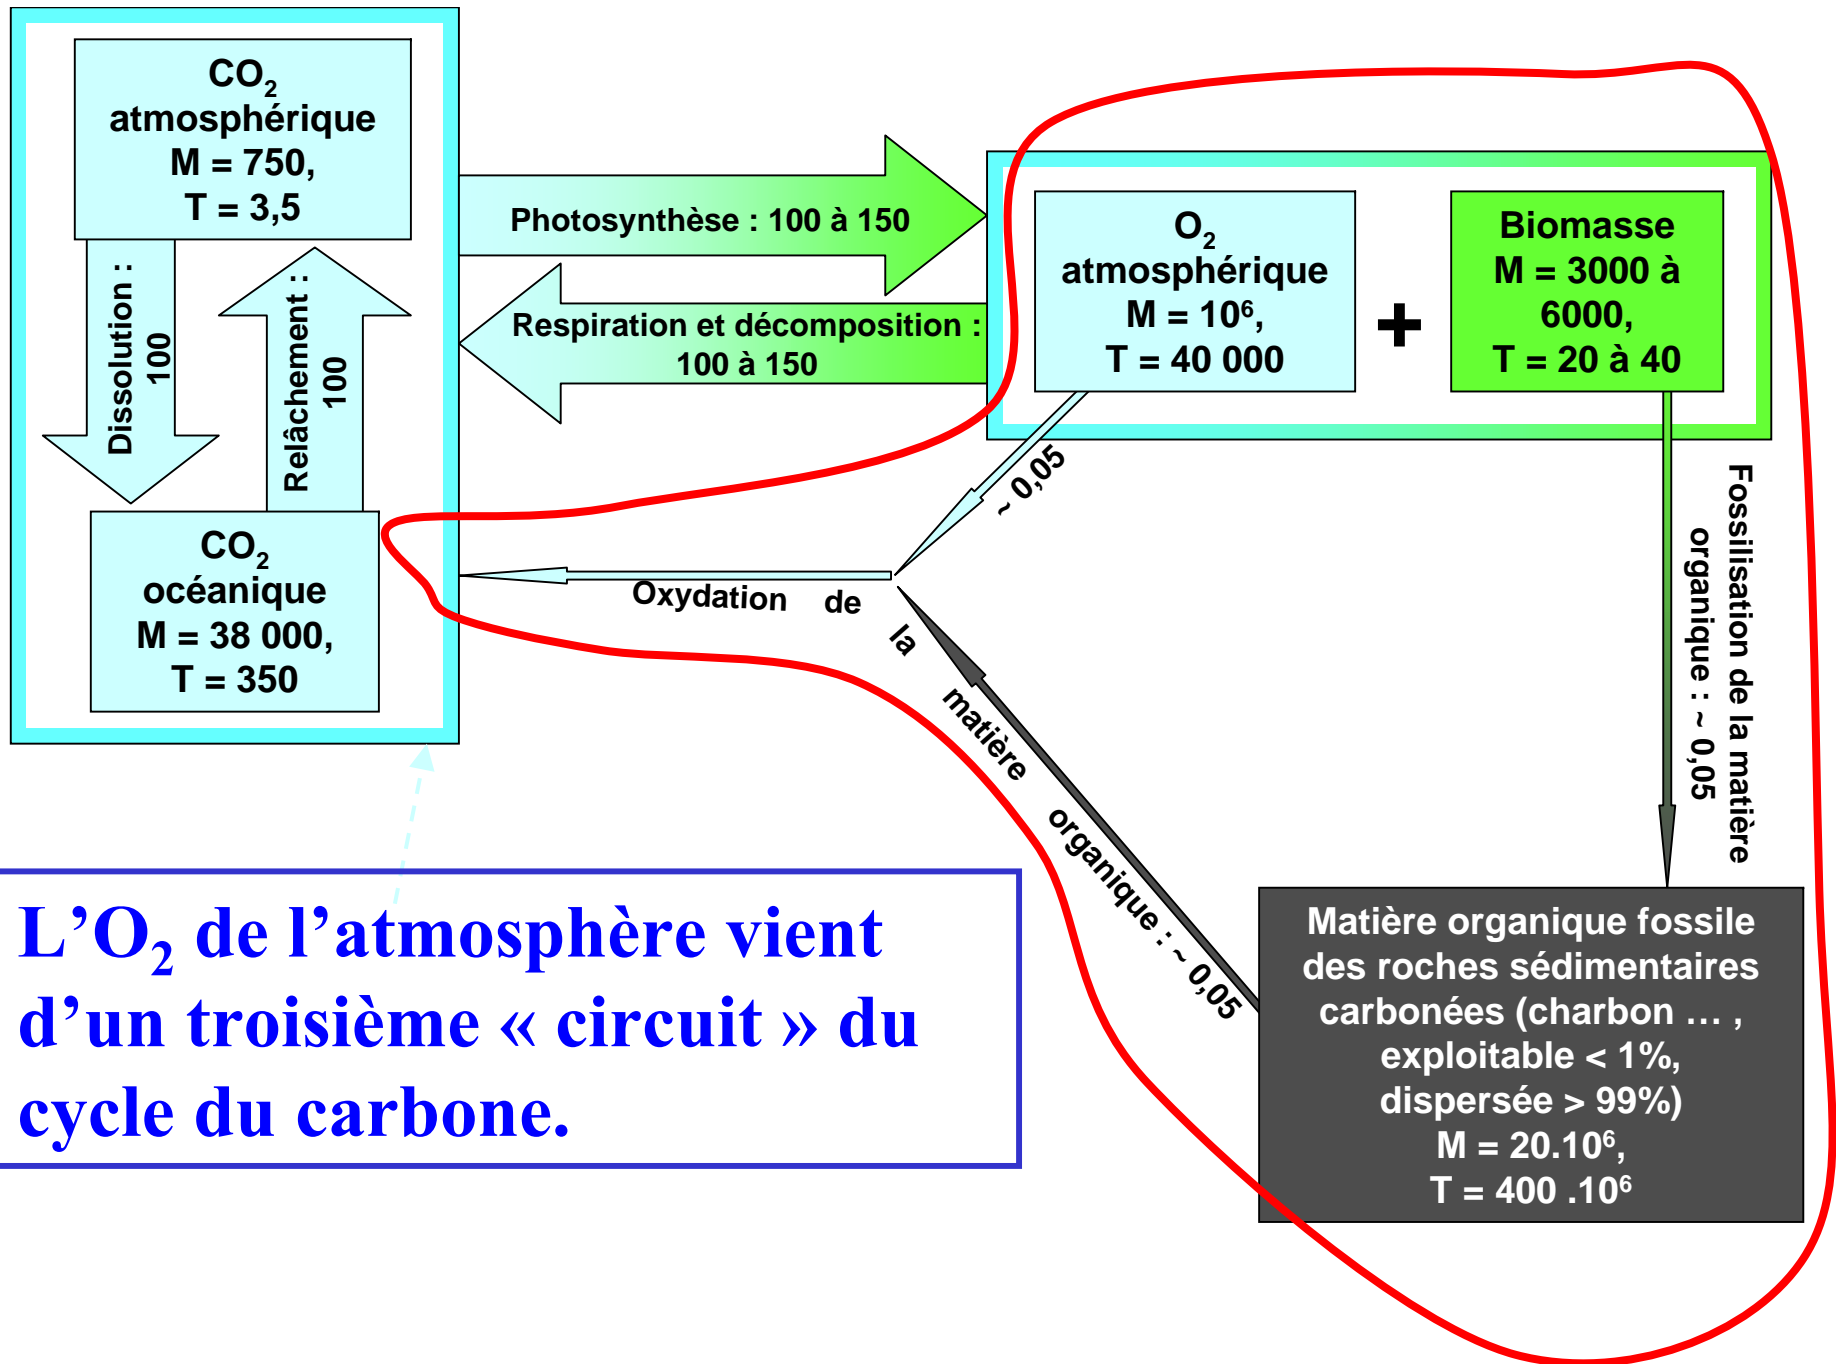 CO₂
atmosphérique
M = 750,
T = 3,5
Dissolution :
100
Relâchement :
100
CO₂
océanique
M = 38 000,
T = 350
Photosynthèse : 100 à 150
Respiration et décomposition :
100 à 150
O₂
atmosphérique
M = 10⁶,
T = 40 000
+
Biomasse
M = 3000 à
6000,
T = 20 à 40
~ 0,05
Oxydation de la matière organique : ~ 0,05
Fossilisation de la matière
organique : ~ 0,05
Matière organique fossile
des roches sédimentaires
carbonées (charbon … ,
exploitable < 1%,
dispersée > 99%)
M = 20.10⁶,
T = 400 .10⁶
L’O₂ de l’atmosphère vient
d’un troisième « circuit » du
cycle du carbone.